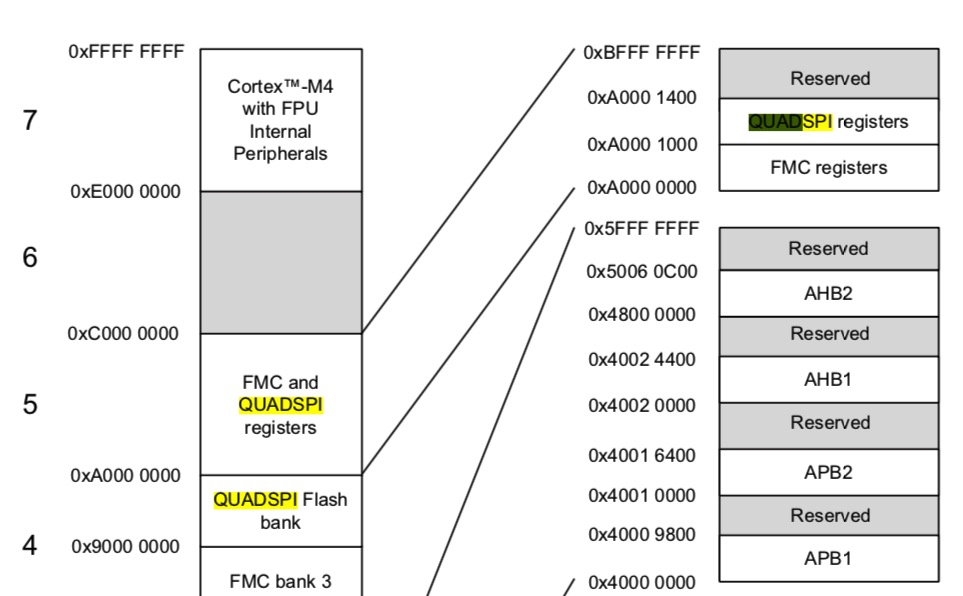 0xFFFF FFFF
7
Cortex™-M4
with FPU
Internal
Peripherals
0xE000 0000
6
0xC000 0000
5
FMC and
QUADSPI
registers
0xA000 0000
QUADSPI Flash
bank
4
0x9000 0000
FMC bank 3
0xBFFF FFFF
Reserved
0xA000 1400
QUADSPI registers
0xA000 1000
FMC registers
0xA000 0000
0x5FFF FFFF
Reserved
0x5006 0C00
AHB2
0x4800 0000
Reserved
0x4002 4400
AHB1
0x4002 0000
Reserved
0x4001 6400
APB2
0x4001 0000
Reserved
0x4000 9800
APB1
0x4000 0000